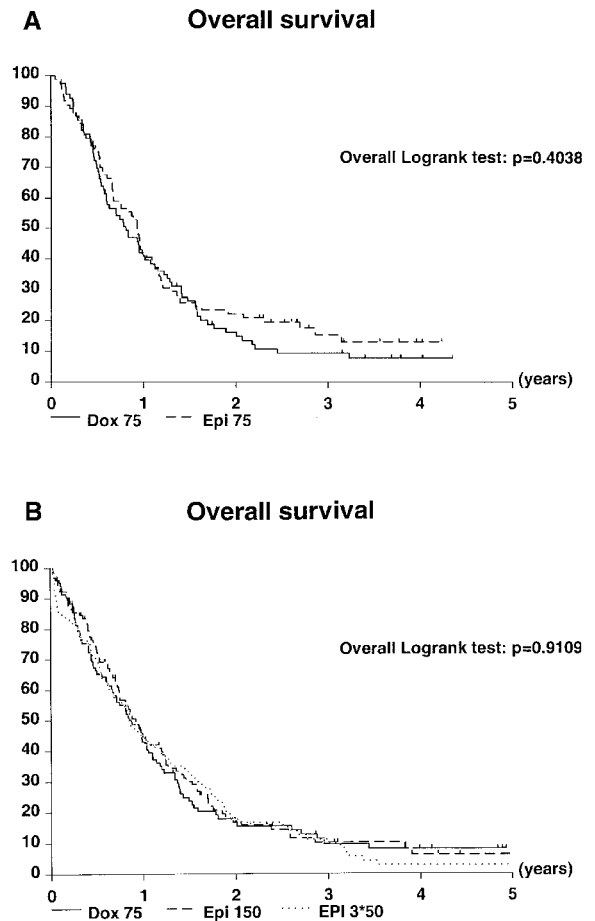 A
Overall survival
100
90
80
70
60
50
40
30
20
10
0
Overall Logrank test: p=0.4038
0 1 2 3 4 5
(years)
Dox 75 Epi 75
B
Overall survival
100
90
80
70
60
50
40
30
20
10
0
Overall Logrank test: p=0.9109
0 1 2 3 4 5
(years)
Dox 75 Epi 150 EPI 3*50